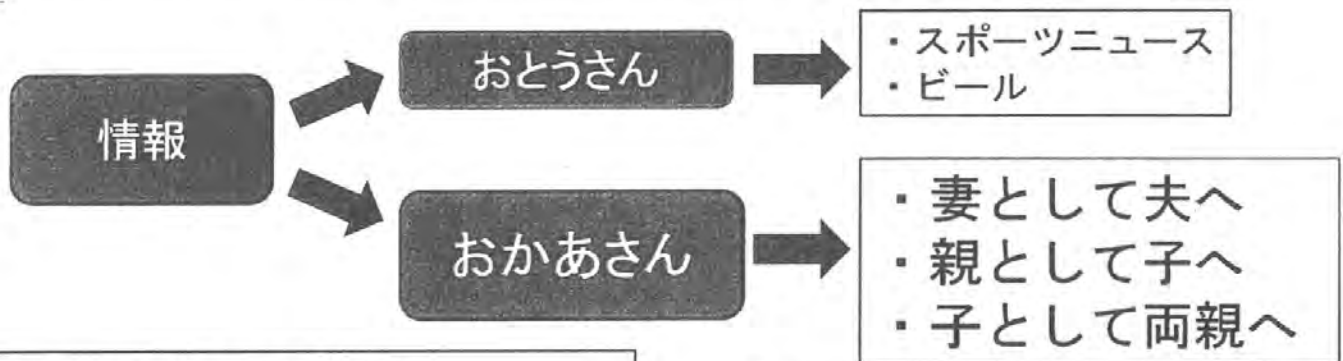 情報
おとうさん
・スポーツニュース
・ビール
おかあさん
・妻として夫へ
・親として子へ
・子として両親へ